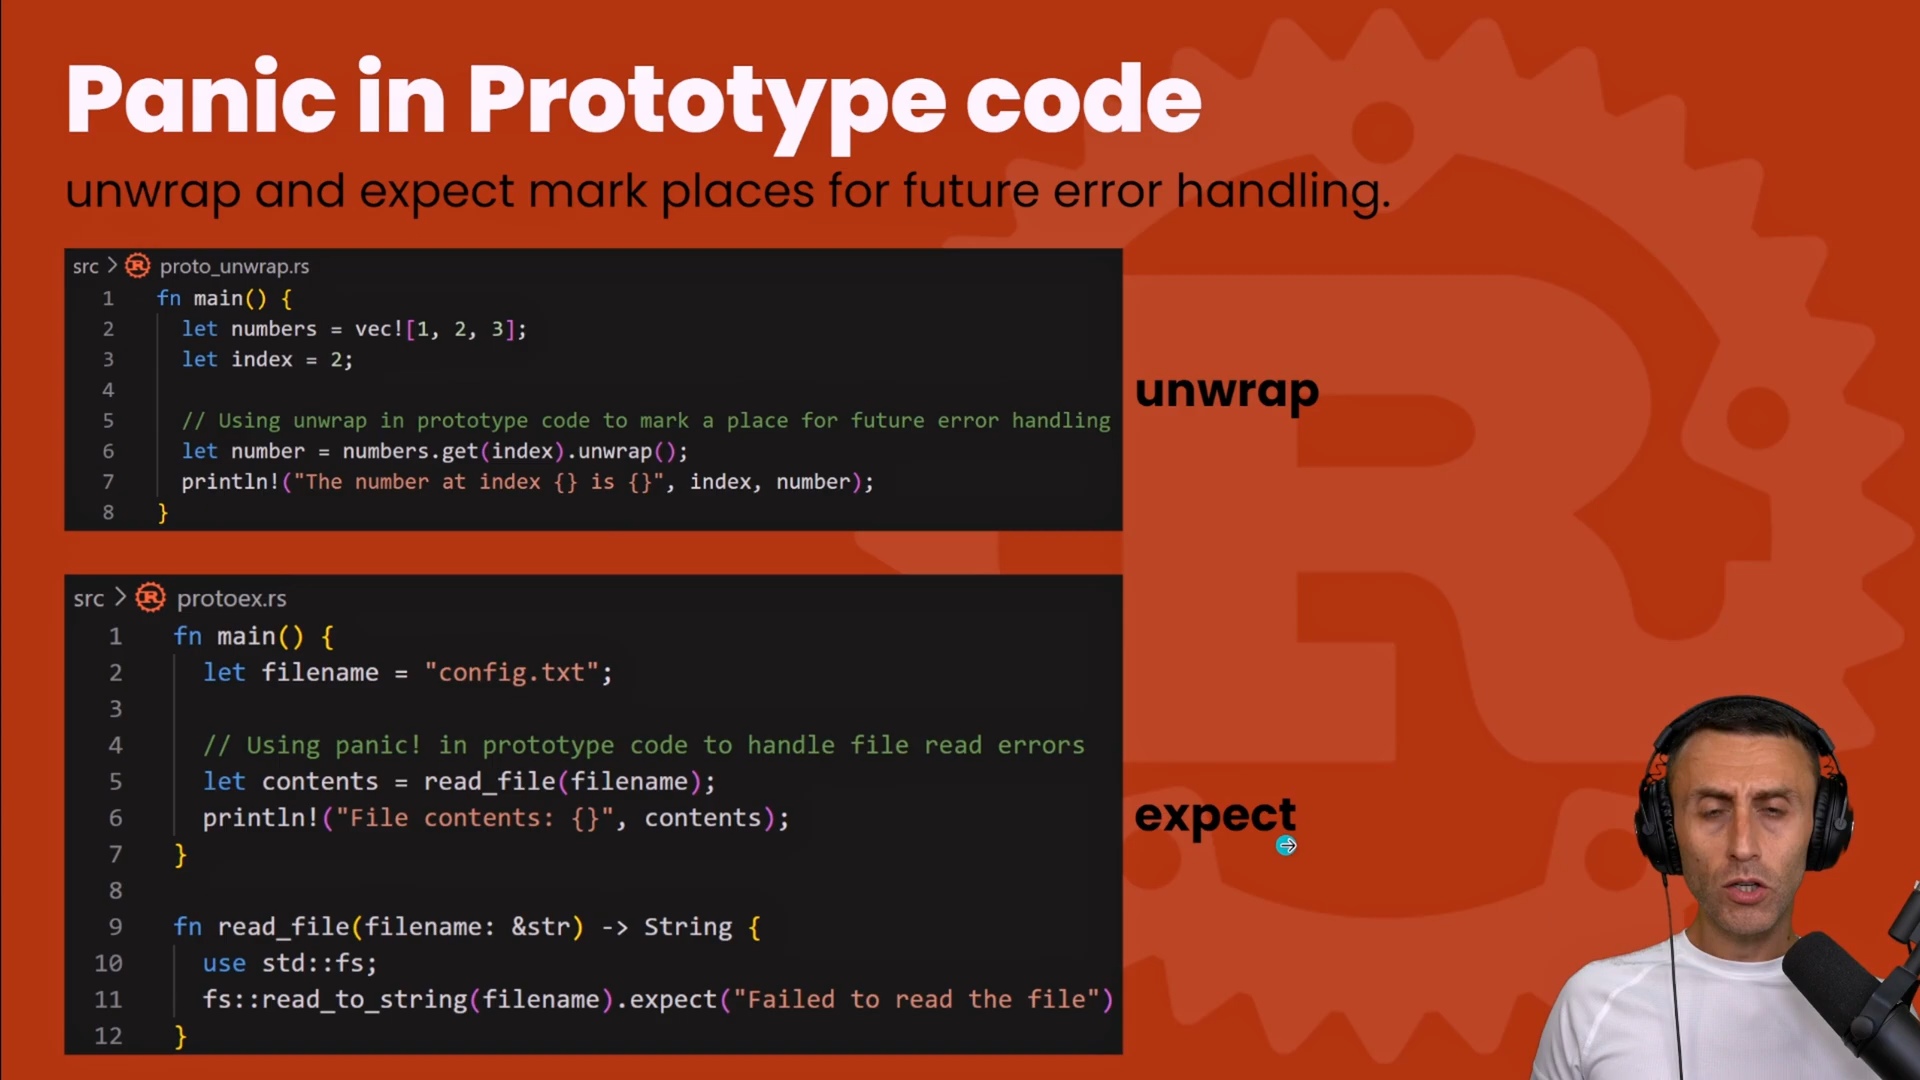 Panic in Prototype code
unwrap and expect mark places for future error handling.
src > proto_unwrap.rs
1 fn main() {
2 let numbers = vec![1, 2, 3];
3 let index = 2;
4
5 // Using unwrap in prototype code to mark a place for future error handling
6 let number = numbers.get(index).unwrap();
7 println!("The number at index {} is {}", index, number);
8 }
unwrap
src > protoex.rs
1 fn main() {
2 let filename = "config.txt";
3
4 // Using panic! in prototype code to handle file read errors
5 let contents = read_file(filename);
6 println!("File contents: {}", contents);
7 }
8
9 fn read_file(filename: &str) -> String {
10 use std::fs;
11 fs::read_to_string(filename).expect("Failed to read the file")
12 }
expect